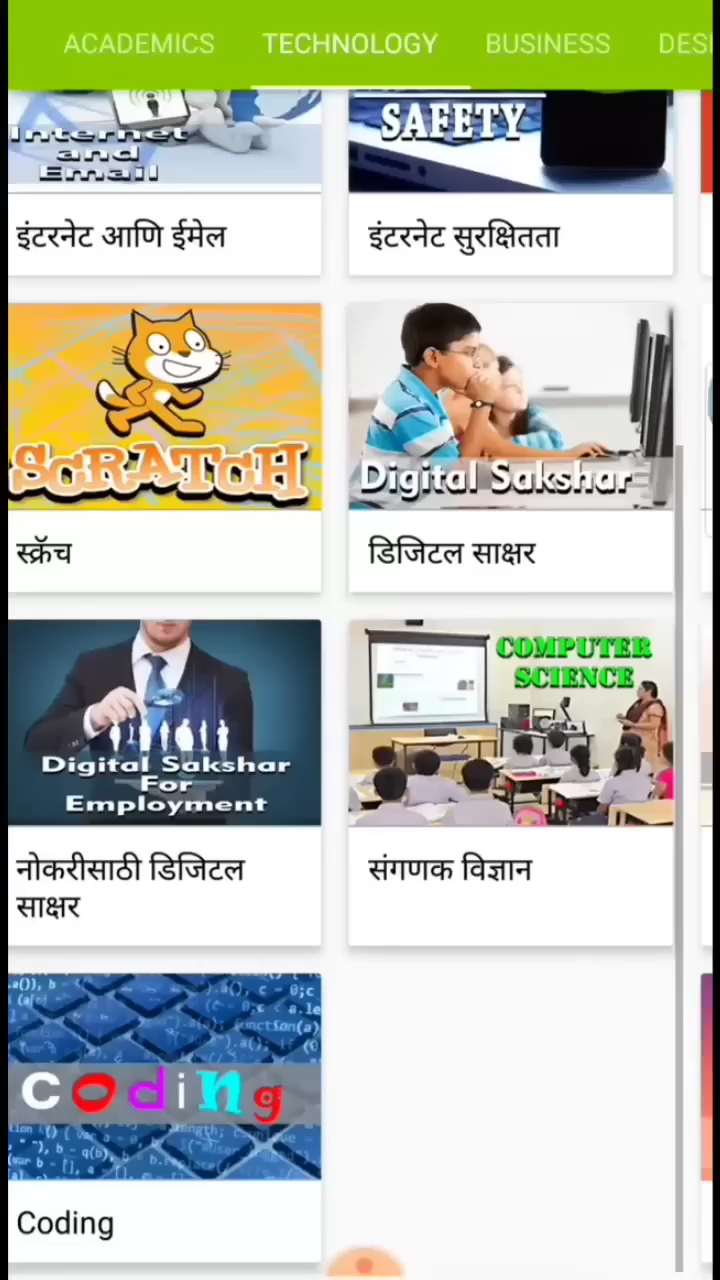 ACADEMICS TECHNOLOGY BUSINESS DESI
Internet
and
Email
SAFETY
इंटरनेट आणि ईमेल
इंटरनेट सुरक्षितता
SCRATCH
Digital Sakshar
स्क्रॅच
डिजिटल साक्षर
Digital Sakshar
For
Employment
COMPUTER
SCIENCE
नोकरीसाठी डिजिटल
साक्षर
संगणक विज्ञान
Coding
Coding